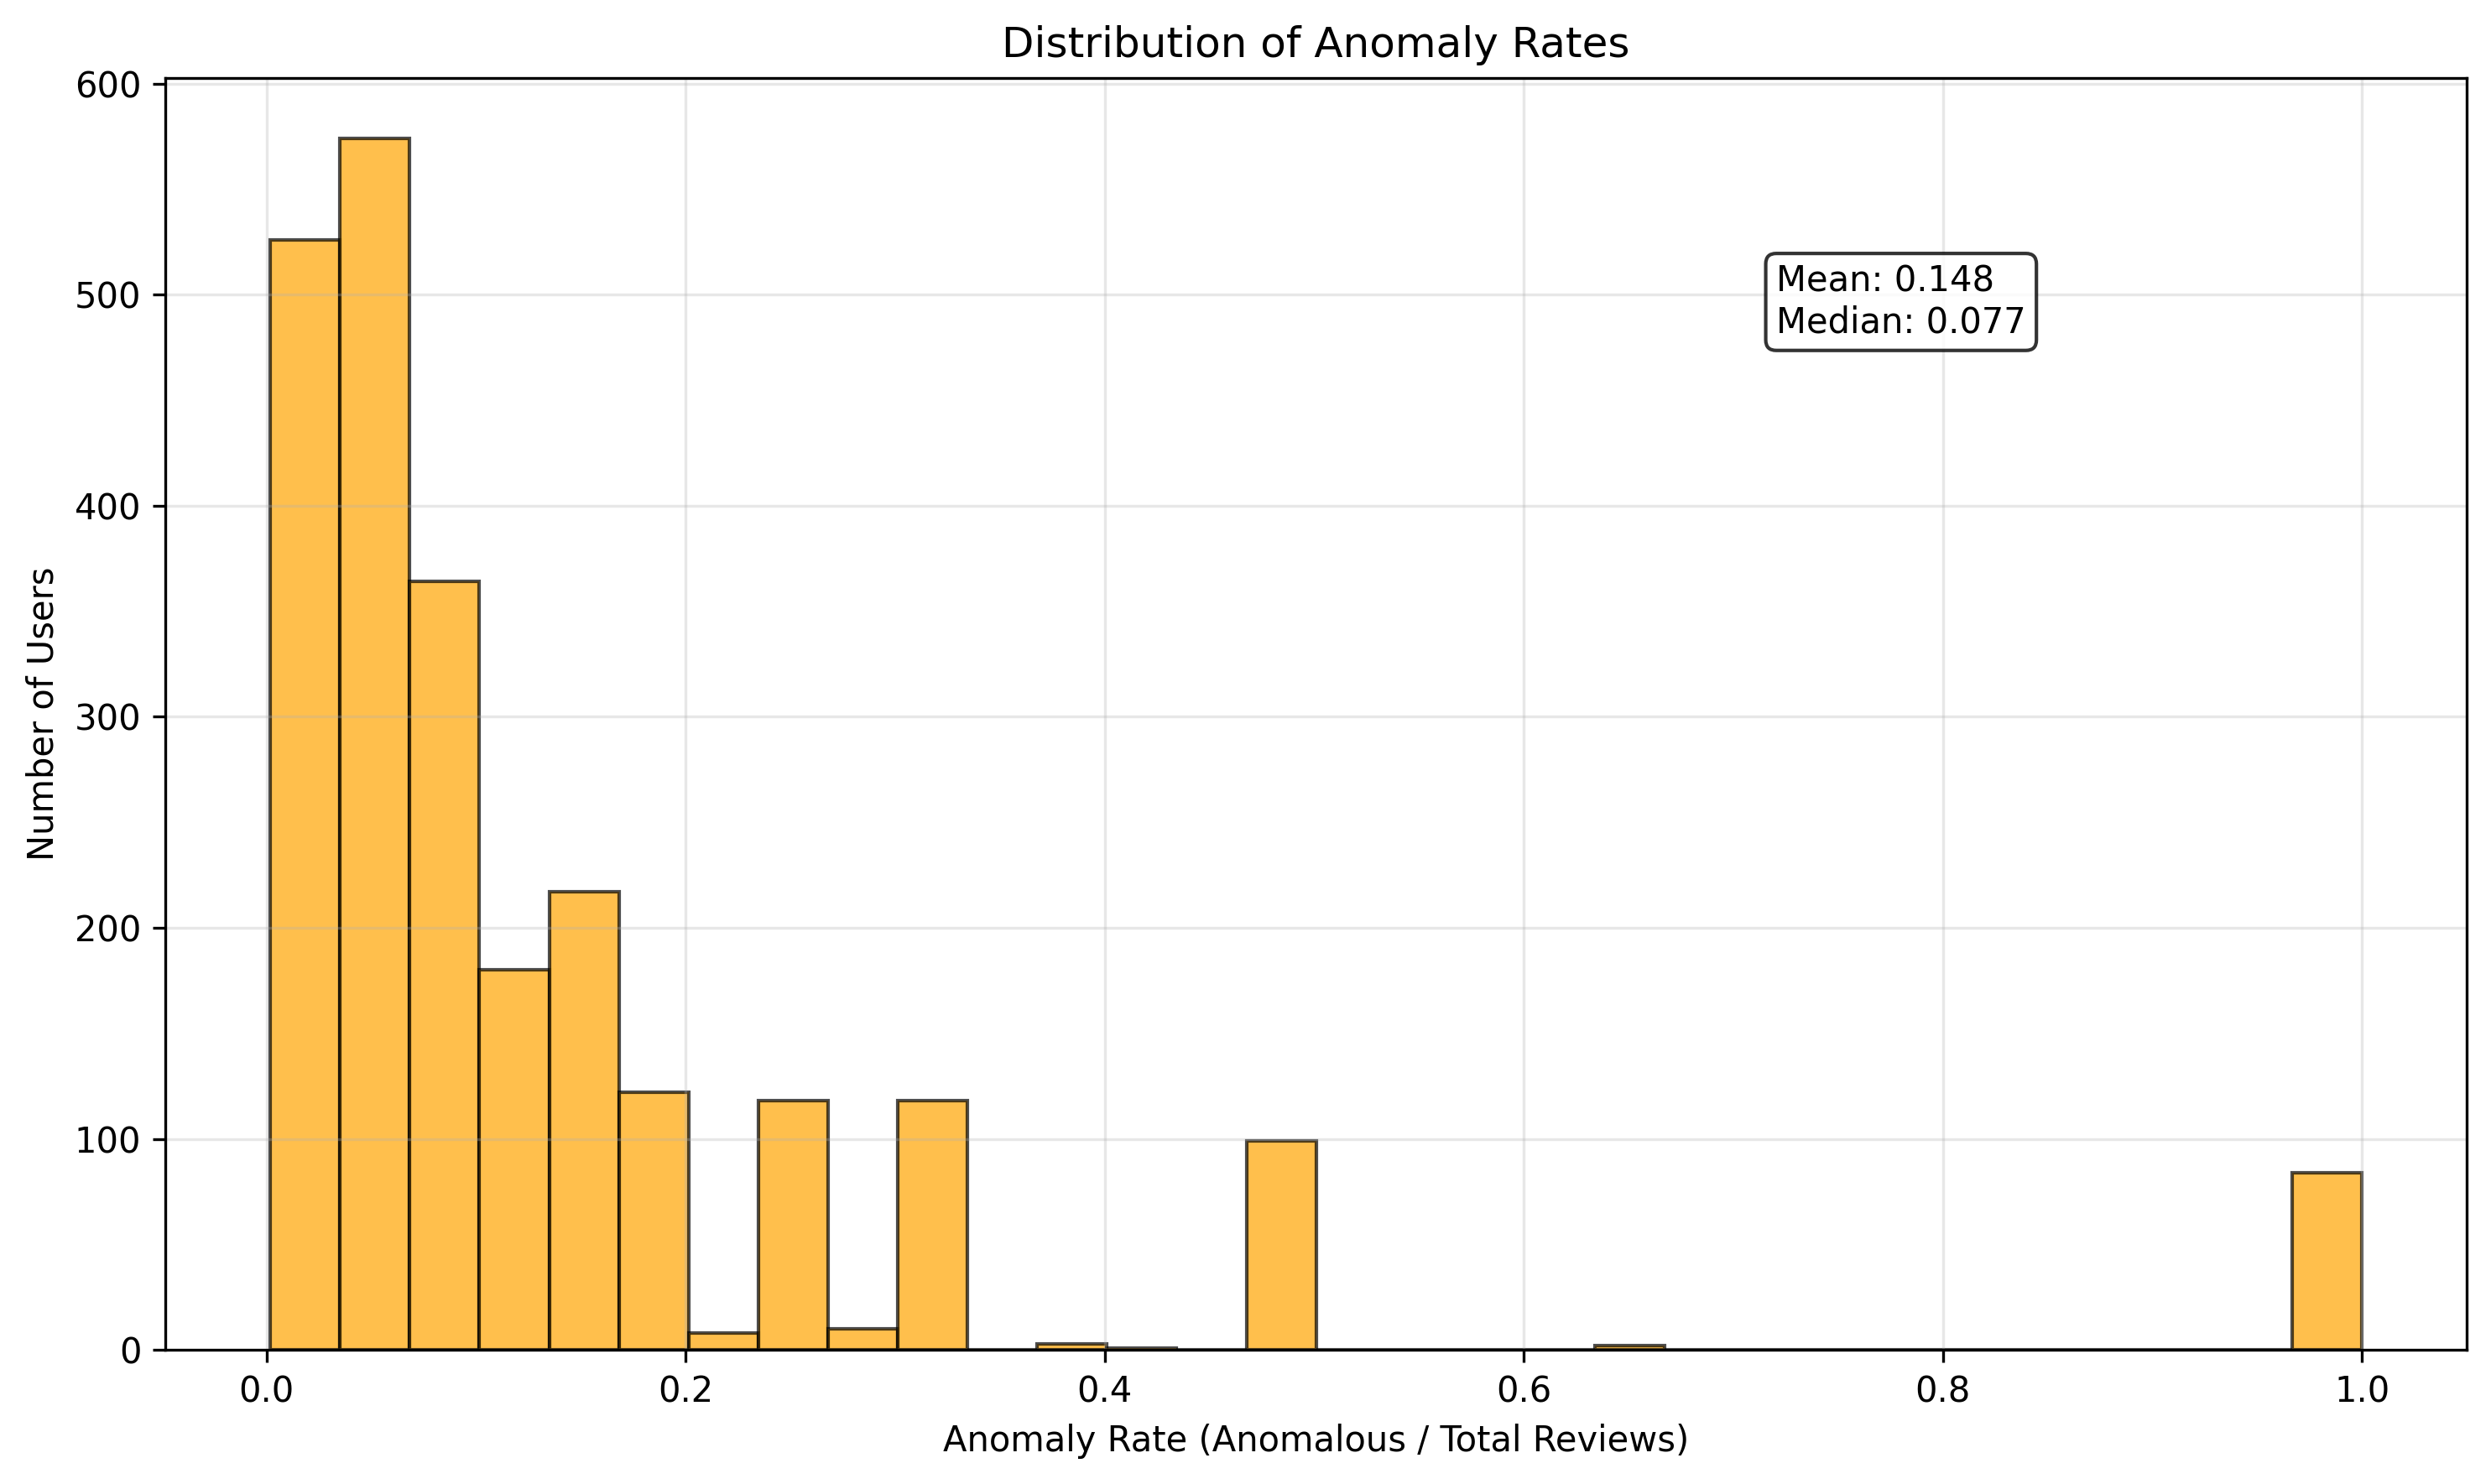 Distribution of Anomaly Rates
600
500
400
300
200
100
0
Number of Users
Mean: 0.148
Median: 0.077
0.0 0.2 0.4 0.6 0.8 1.0
Anomaly Rate (Anomalous / Total Reviews)